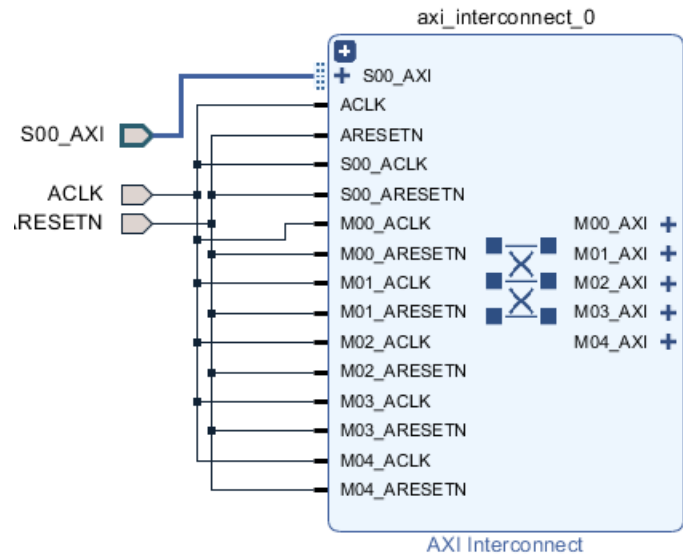 axi_interconnect_0
S00_AXI
ACLK
ARESETN
S00_ACLK
S00_ARESETN
M00_ACLK
M00_ARESETN
M01_ACLK
M01_ARESETN
M02_ACLK
M02_ARESETN
M03_ACLK
M03_ARESETN
M04_ACLK
M04_ARESETN
M00_AXI
M01_AXI
M02_AXI
M03_AXI
M04_AXI
S00_AXI
ACLK
RESETN
AXI Interconnect